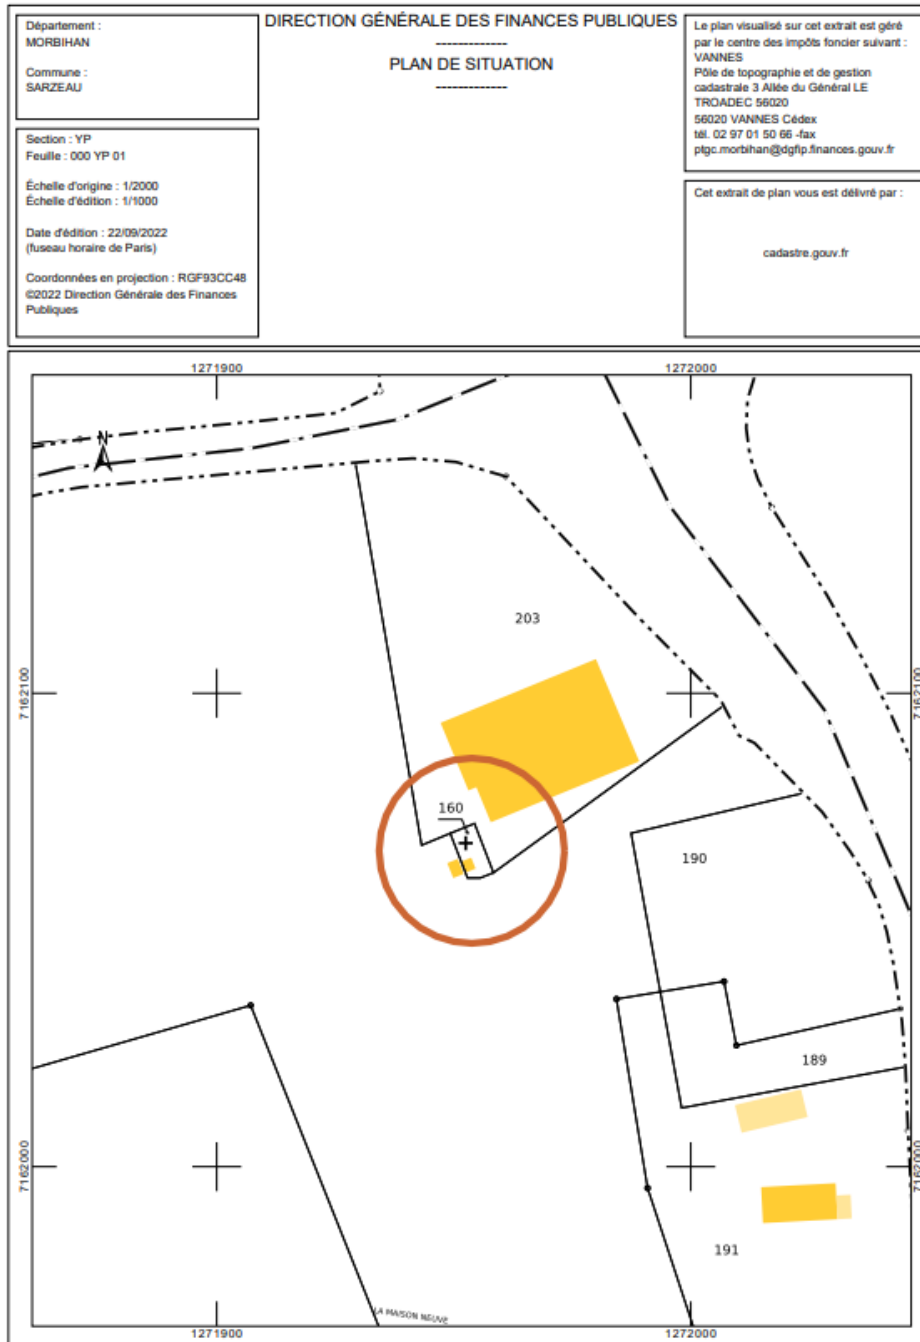 Département :
MORBIHAN
Commune :
SARZEAU
Section : YP
Feuille : 000 YP 01
Échelle d'origine : 1/2000
Échelle d'édition : 1/1000
Date d'édition : 22/09/2022
(fuseau horaire de Paris)
Coordonnées en projection : RGF93CC48
©2022 Direction Générale des Finances
Publiques
DIRECTION GÉNÉRALE DES FINANCES PUBLIQUES
-------------
PLAN DE SITUATION
-------------
Le plan visualisé sur cet extrait est géré
par le centre des impôts foncier suivant :
VANNES
Pôle de topographie et de gestion
cadastrale 3 Allée du Général LE
TROADEC 56020
56020 VANNES Cédex
tél. 02 97 01 50 66 -fax
ptgc.morbihan@dgfip.finances.gouv.fr
Cet extrait de plan vous est délivré par :
cadastre.gouv.fr
1271900
1272000
N
203
7162100
7162100
160
190
189
7162000
7162000
191
LA MAISON NEUVE
1271900
1272000